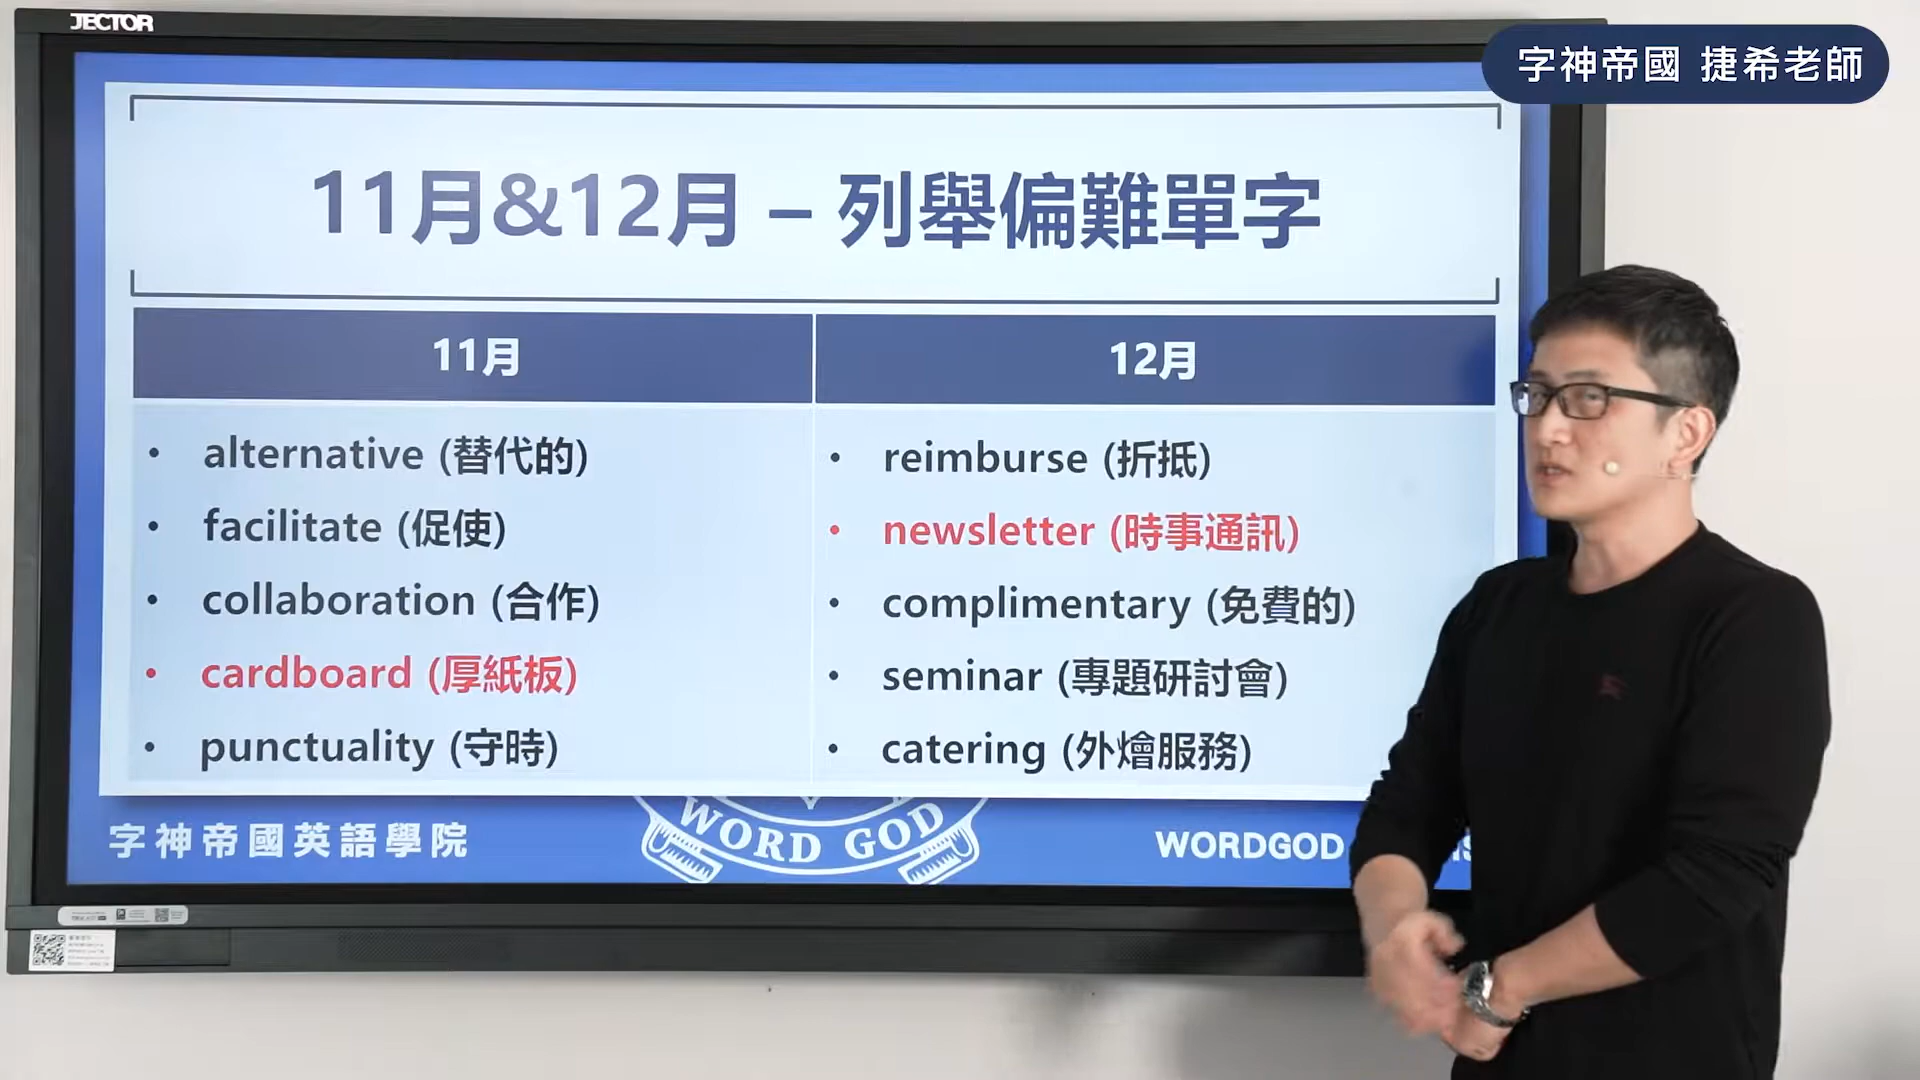 JECTOR
字神帝國 捷希老師
11月&12月 – 列舉偏難單字
11月
12月
• alternative (替代的)
• facilitate (促使)
• collaboration (合作)
• cardboard (厚紙板)
• punctuality (守時)
• reimburse (折抵)
• newsletter (時事通訊)
• complimentary (免費的)
• seminar (專題研討會)
• catering (外燴服務)
字神帝國英語學院
WORD GOD
WORDGOD